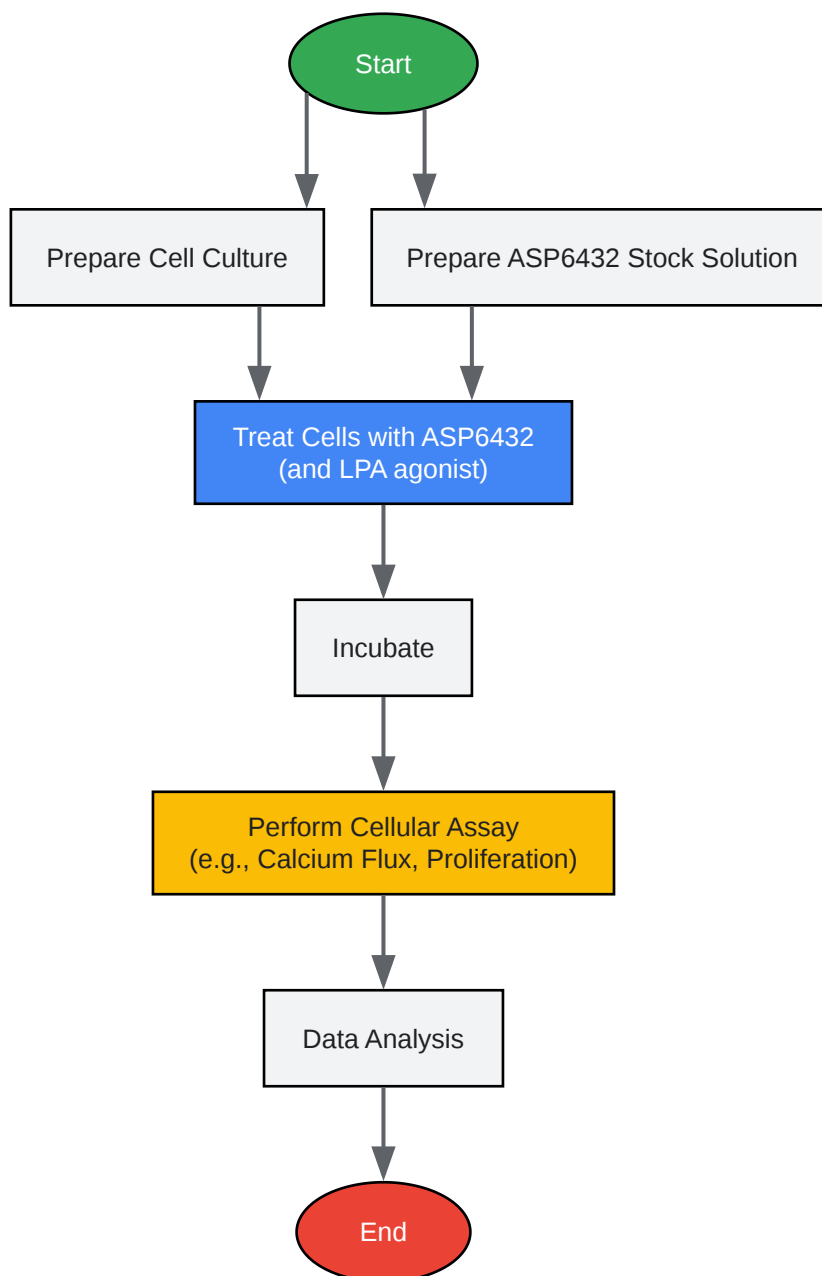 Start
Prepare Cell Culture
Prepare ASP6432 Stock Solution
Treat Cells with ASP6432
(and LPA agonist)
Incubate
Perform Cellular Assay
(e.g., Calcium Flux, Proliferation)
Data Analysis
End